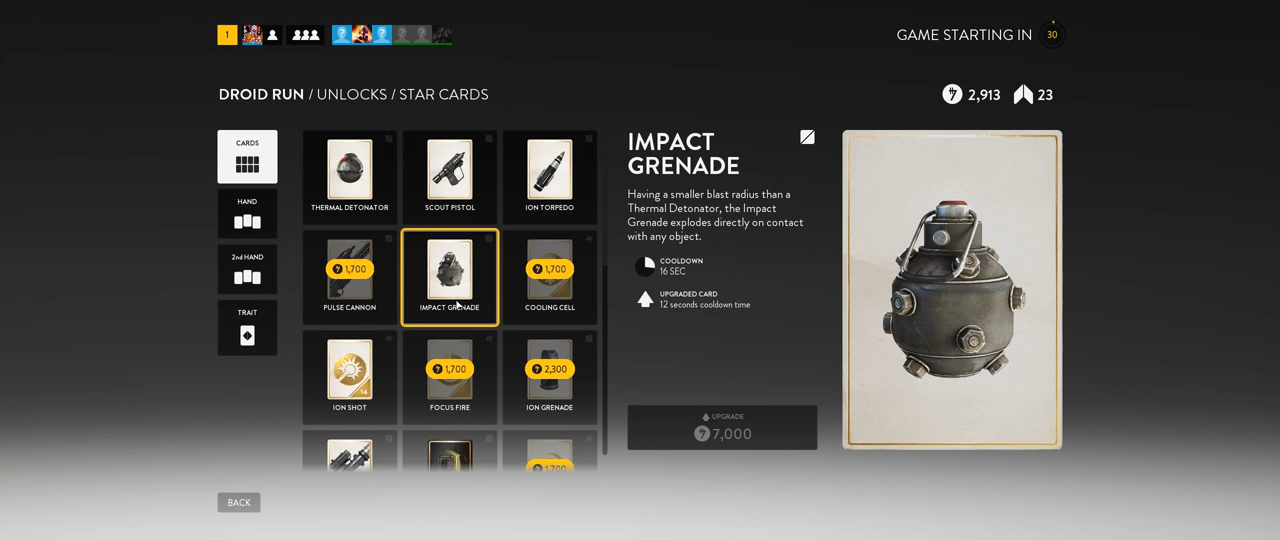 1
GAME STARTING IN 30
DROID RUN / UNLOCKS / STAR CARDS
2,913 23
CARDS
HAND
2nd HAND
TRAIT
THERMAL DETONATOR
SCOUT PISTOL
ION TORPEDO
1,700
PULSE CANNON
IMPACT GRENADE
1,700
COOLING CELL
ION SHOT
1,700
FOCUS FIRE
2,300
ION GRENADE
1,700
IMPACT
GRENADE
Having a smaller blast radius than a
Thermal Detonator, the Impact
Grenade explodes directly on contact
with any object.
COOLDOWN
16 SEC
UPGRADED CARD
12 seconds cooldown time
UPGRADE
7,000
BACK